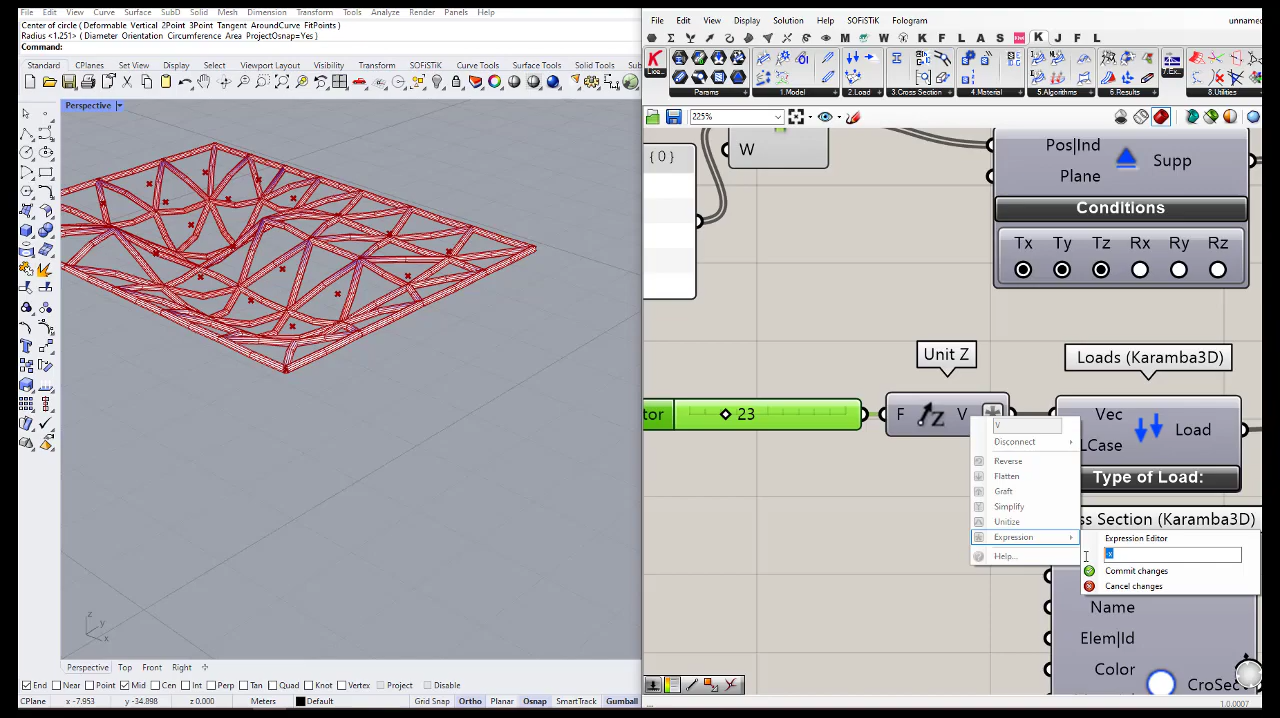 File Edit View Curve Surface SubD Solid Mesh Dimension Transform Tools Analyze Render Panels Help
Center of circle ( Deformable Vertical 2Point 3Point Tangent AroundCurve FitPoints )
Radius <1.251> ( Diameter Orientation Circumference Area ProjectOsnap=Yes )
Command:
Standard CPlanes Set View Display Select Viewport Layout Visibility Transform SOFiSTiK Curve Tools Surface Tools Solid Tools
Perspective
z
y
x
Perspective Top Front Right
End Near Point Mid Cen Int Perp Tan Quad Knot Vertex Project Disable
CPlane x -7.953 y -34.898 z 0.000 Meters Default Grid Snap Ortho Planar Osnap SmartTrack Gumball
File Edit View Display Solution Help SOFiSTiK Fologram unnamed
M W K F L A S K J F
Params 1.Model 2.Load 3.Cross Section 4.Material 5.Algorithms 6.Results 8.Utilities
225%
{ 0 }
W
Pos|Ind
Plane
Supp
Conditions
Tx Ty Tz Rx Ry Rz
Unit Z
Loads (Karamba3D)
tor 23
F V
Vec
LCase
Load
Type of Load:
V
Disconnect
Reverse
Flatten
Graft
Simplify
Unitize
Expression
Help...
ss Section (Karamba3D)
Expression Editor
-x
Commit changes
Cancel changes
Name
Elem|Id
Color
CroSec
1.0.0007